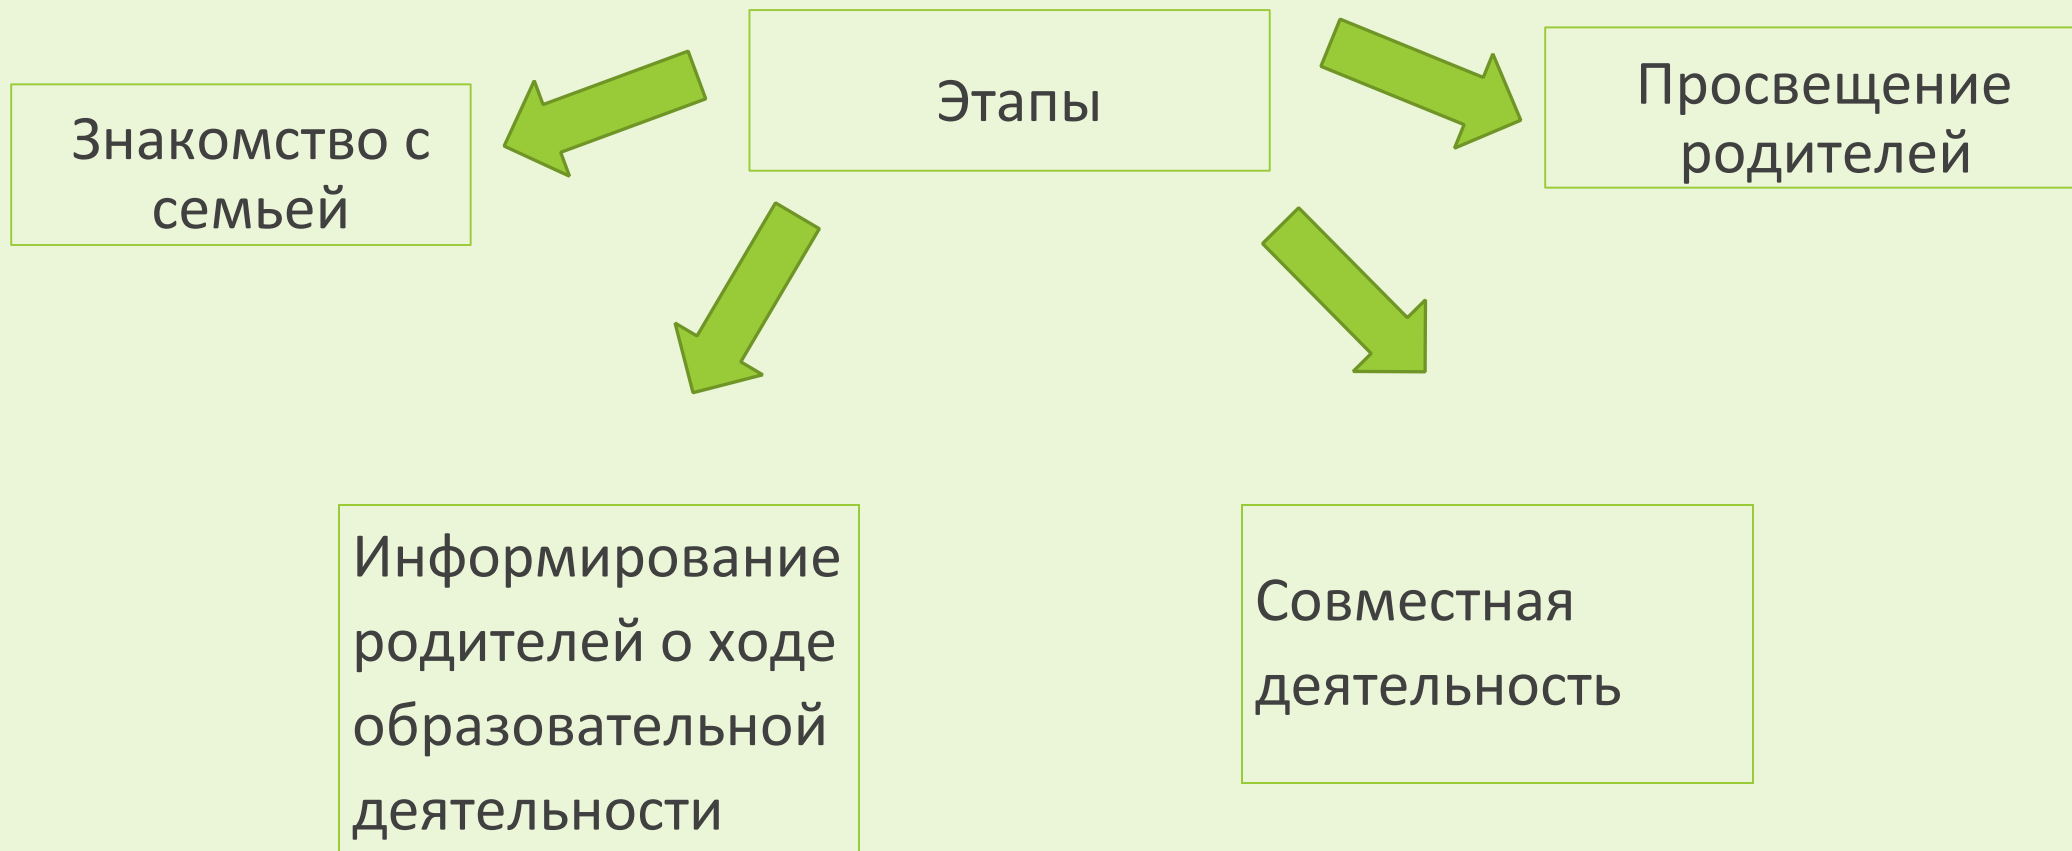 Этапы
Знакомство с
семьей
Просвещение
родителей
Информирование
родителей о ходе
образовательной
деятельности
Совместная
деятельность